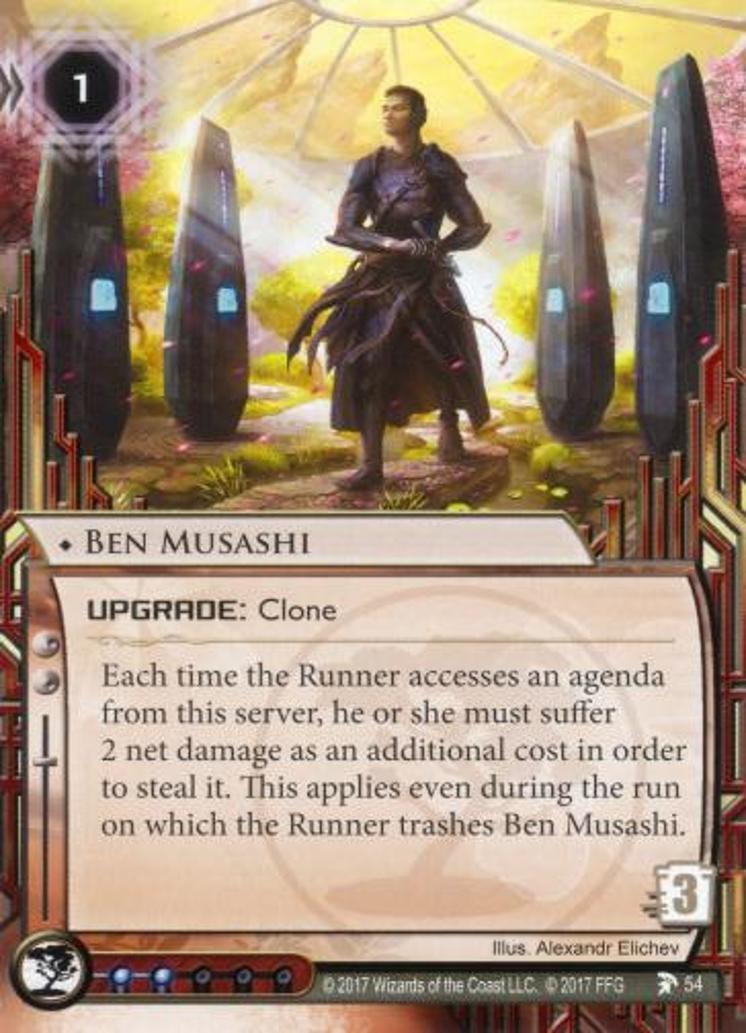 1
⬥ BEN MUSASHI
UPGRADE: Clone
Each time the Runner accesses an agenda
from this server, he or she must suffer
2 net damage as an additional cost in order
to steal it. This applies even during the run
on which the Runner trashes Ben Musashi.
3
Illus. Alexandr Elichev
© 2017 Wizards of the Coast LLC. © 2017 FFG 54